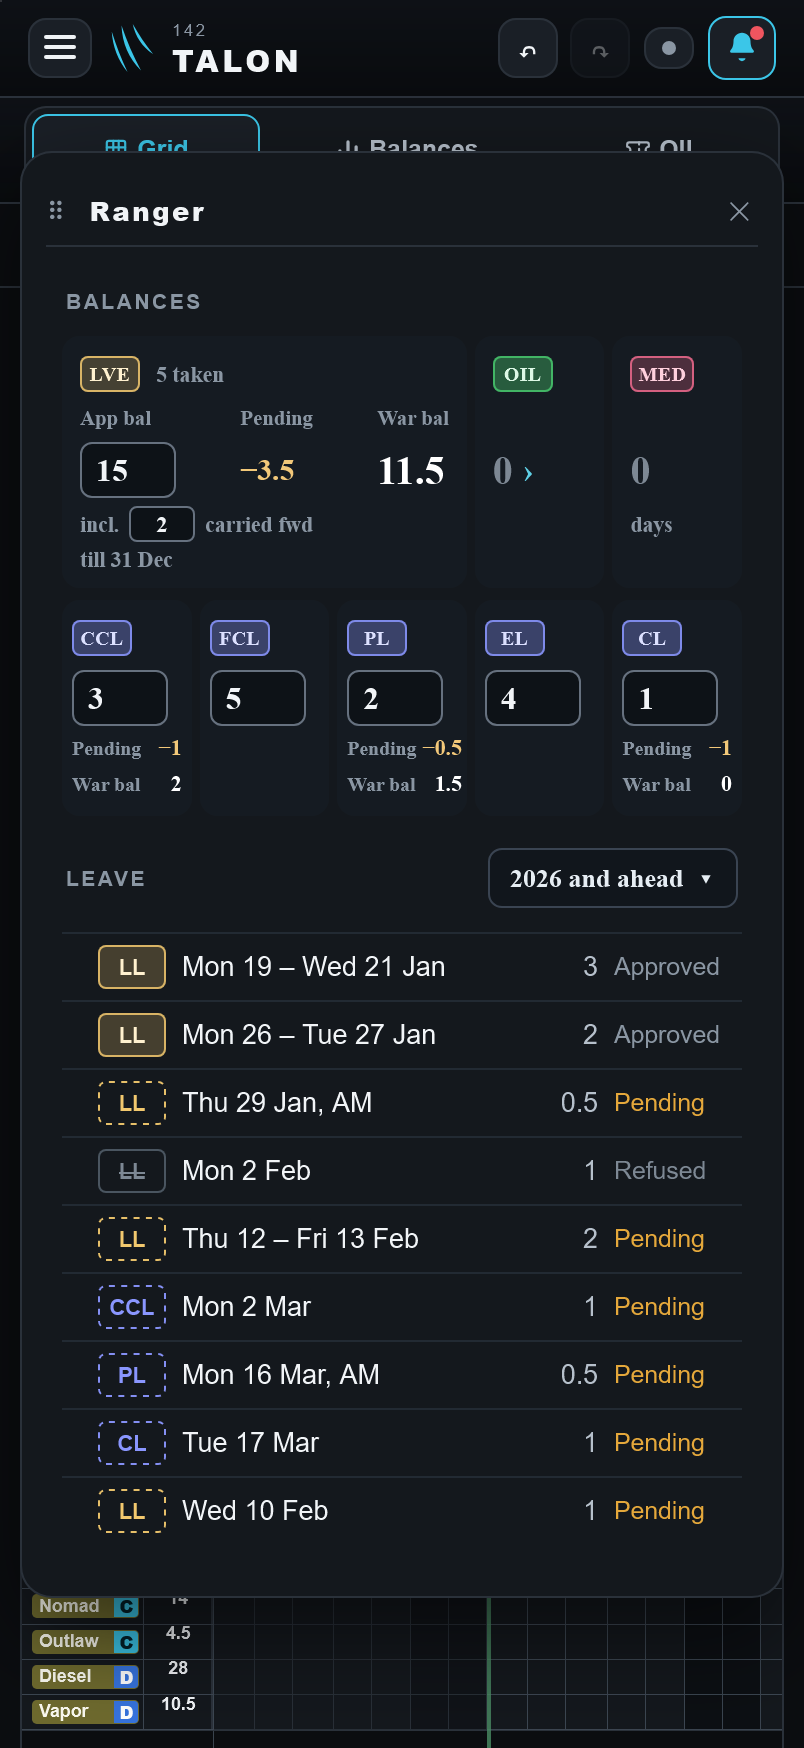 142
TALON
Grid
Balances
OIL
Ranger
BALANCES
LVE 5 taken
App bal Pending War bal
15 −3.5 11.5
incl. 2 carried fwd
till 31 Dec
OIL
0 ›
MED
0
days
CCL
3
Pending −1
War bal 2
FCL
5
PL
2
Pending −0.5
War bal 1.5
EL
4
CL
1
Pending −1
War bal 0
LEAVE
2026 and ahead ▼
LL Mon 19 – Wed 21 Jan 3 Approved
LL Mon 26 – Tue 27 Jan 2 Approved
LL Thu 29 Jan, AM 0.5 Pending
LL Mon 2 Feb 1 Refused
LL Thu 12 – Fri 13 Feb 2 Pending
CCL Mon 2 Mar 1 Pending
PL Mon 16 Mar, AM 0.5 Pending
CL Tue 17 Mar 1 Pending
LL Wed 10 Feb 1 Pending
Nomad C 14
Outlaw C 4.5
Diesel D 28
Vapor D 10.5